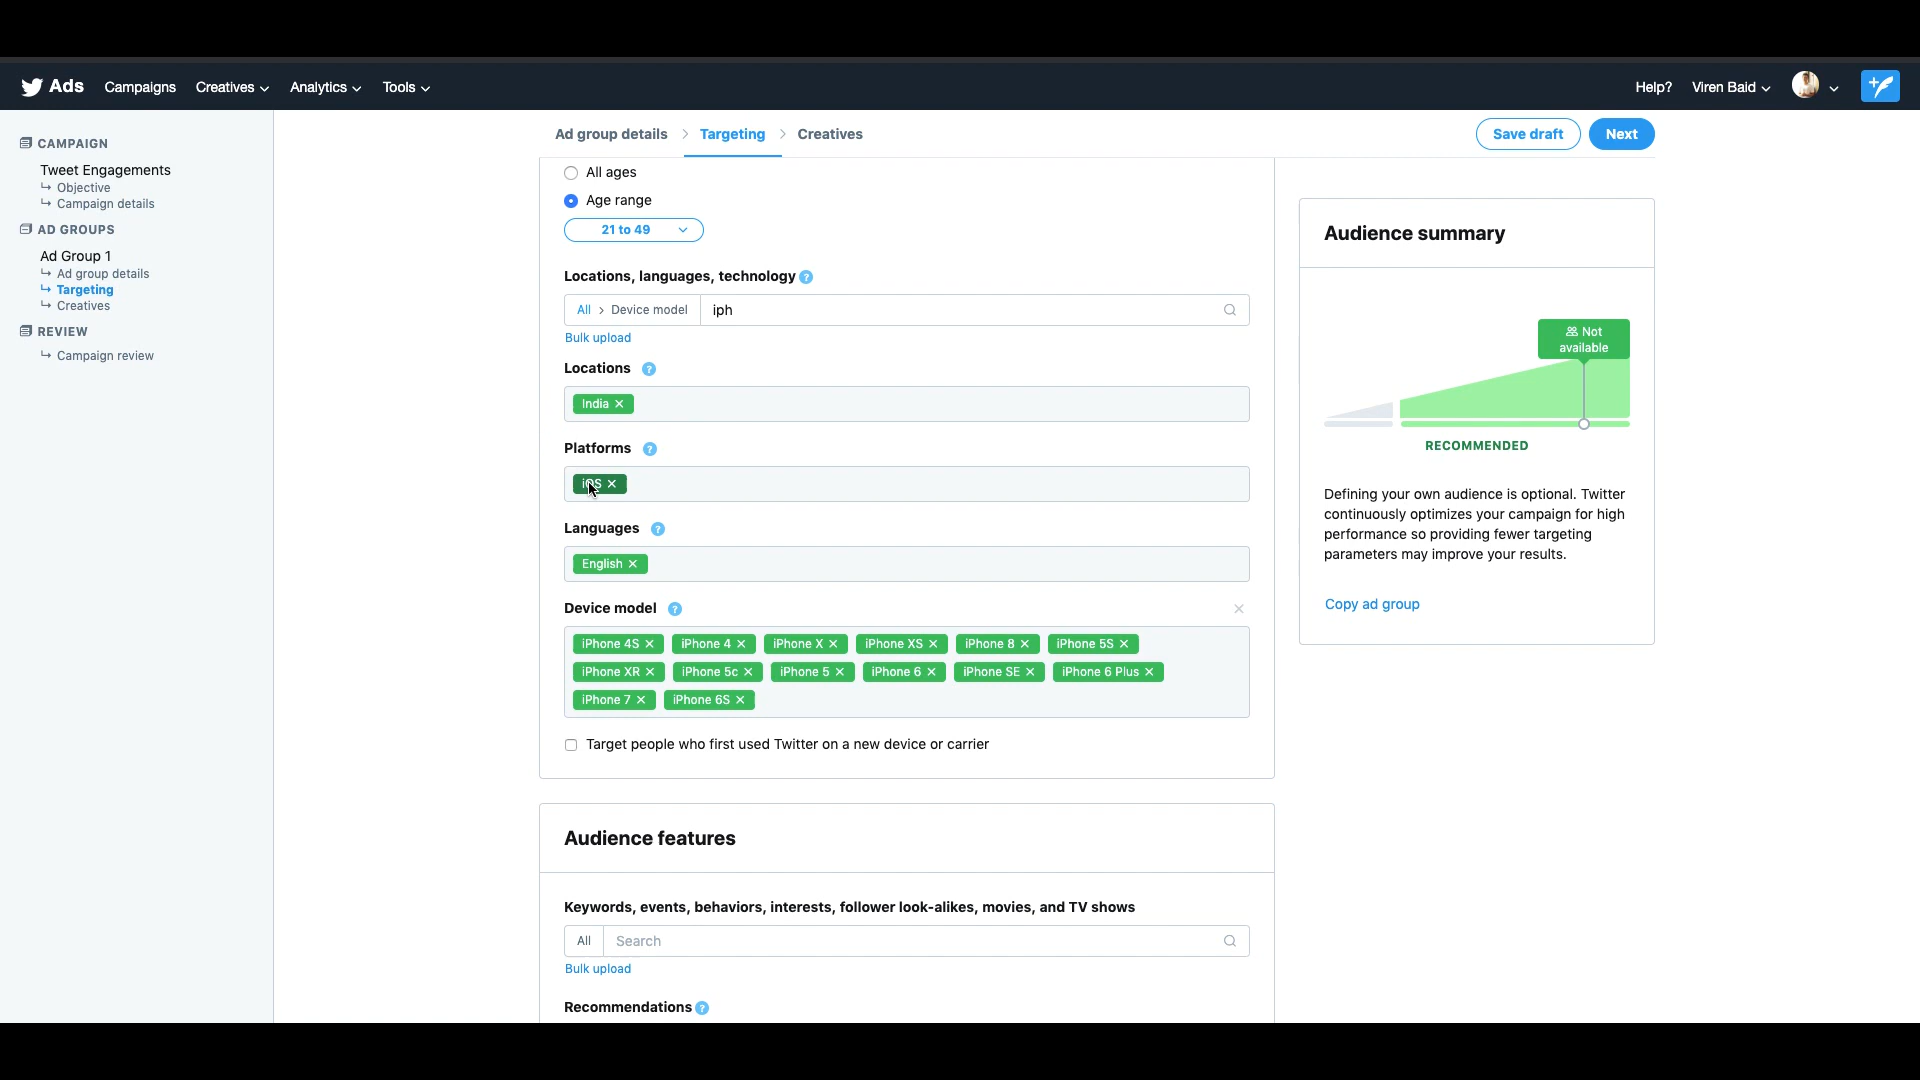 Ads Campaigns Creatives Analytics Tools Help? Viren Baid
CAMPAIGN
Tweet Engagements
Objective
Campaign details
AD GROUPS
Ad Group 1
Ad group details
Targeting
Creatives
REVIEW
Campaign review
Ad group details > Targeting > Creatives Save draft Next
All ages
Age range
21 to 49
Locations, languages, technology ?
All > Device model iph
Bulk upload
Locations ?
India ×
Platforms ?
iOS ×
Languages ?
English ×
Device model ? ×
iPhone 4S × iPhone 4 × iPhone X × iPhone XS × iPhone 8 × iPhone 5S ×
iPhone XR × iPhone 5c × iPhone 5 × iPhone 6 × iPhone SE × iPhone 6 Plus ×
iPhone 7 × iPhone 6S ×
Target people who first used Twitter on a new device or carrier
Audience features
Keywords, events, behaviors, interests, follower look-alikes, movies, and TV shows
All Search
Bulk upload
Recommendations ?
Audience summary
Not
available
RECOMMENDED
Defining your own audience is optional. Twitter
continuously optimizes your campaign for high
performance so providing fewer targeting
parameters may improve your results.
Copy ad group